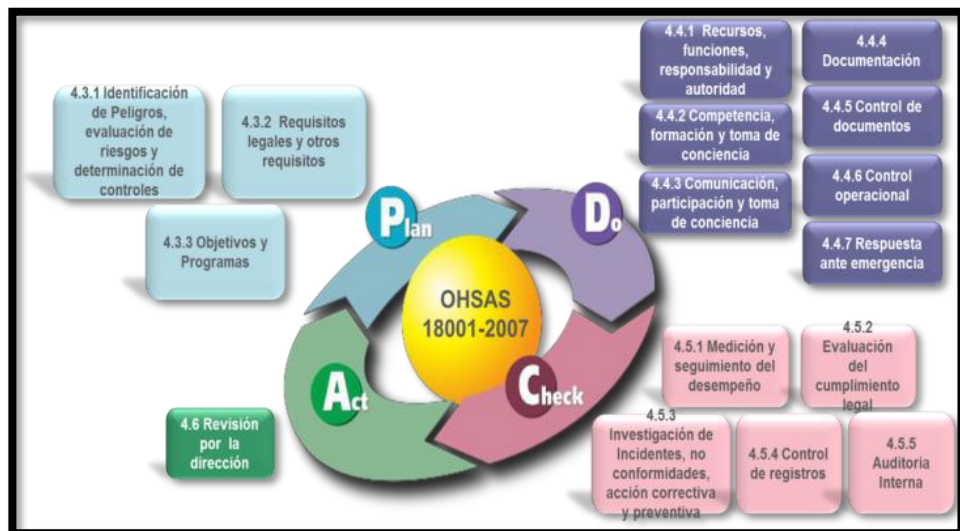 4.3.1 Identificación
de Peligros,
evaluación de
riesgos y
determinación de
controles
4.3.2 Requisitos
legales y otros
requisitos
4.3.3 Objetivos y
Programas
4.4.1 Recursos,
funciones,
responsabilidad y
autoridad
4.4.2 Competencia,
formación y toma de
conciencia
4.4.3 Comunicación,
participación y toma
de conciencia
4.4.4
Documentación
4.4.5 Control de
documentos
4.4.6 Control
operacional
4.4.7 Respuesta
ante emergencia
Plan
Do
OHSAS
18001-2007
Act
Check
4.5.1 Medición y
seguimiento del
desempeño
4.5.2
Evaluación
del
cumplimiento
legal
4.5.3
Investigación de
Incidentes, no
conformidades,
acción correctiva
y preventiva
4.5.4 Control
de registros
4.5.5
Auditoria
Interna
4.6 Revisión
por la
dirección